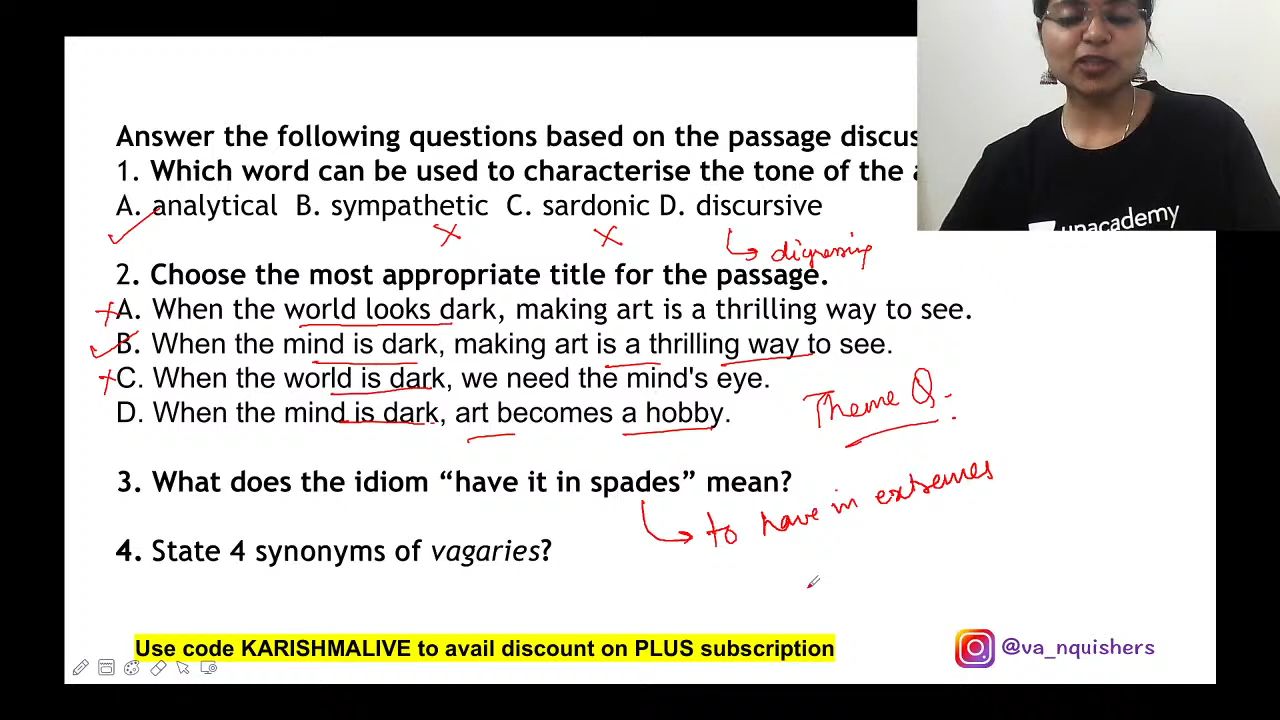 Answer the following questions based on the passage discus
1. Which word can be used to characterise the tone of the a
A. analytical B. sympathetic C. sardonic D. discursive
unacademy
digressing
2. Choose the most appropriate title for the passage.
A. When the world looks dark, making art is a thrilling way to see.
B. When the mind is dark, making art is a thrilling way to see.
C. When the world is dark, we need the mind's eye.
D. When the mind is dark, art becomes a hobby.
Theme Q.
3. What does the idiom “have it in spades” mean?
to have in extremes
4. State 4 synonyms of vagaries?
Use code KARISHMALIVE to avail discount on PLUS subscription
@va_nquishers